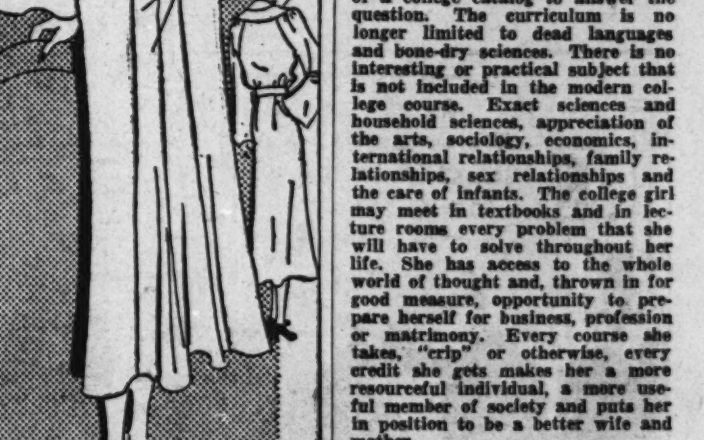 of a college catalog to answer the
question. The curriculum is no
longer limited to dead languages
and bone-dry sciences. There is no
interesting or practical subject that
is not included in the modern col-
lege course. Exact sciences and
household sciences, appreciation of
the arts, sociology, economics, in-
ternational relationships, family re-
lationships, sex relationships and
the care of infants. The college girl
may meet in textbooks and in lec-
ture rooms every problem that she
will have to solve throughout her
life. She has access to the whole
world of thought and, thrown in for
good measure, opportunity to pre-
pare herself for business, profession
or matrimony. Every course she
takes, "crip" or otherwise, every
credit she gets makes her a more
resourceful individual, a more use-
ful member of society and puts her
in position to be a better wife and